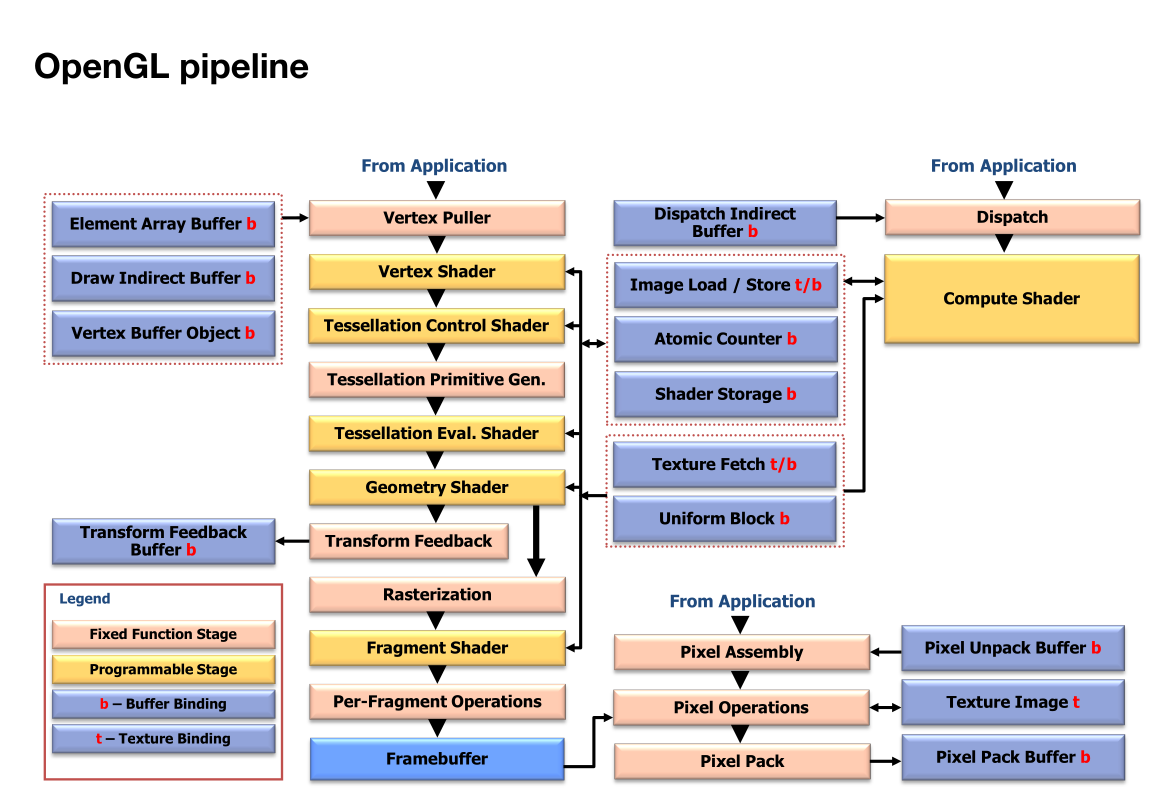 OpenGL pipeline
From Application
Element Array Buffer b
Draw Indirect Buffer b
Vertex Buffer Object b
Vertex Puller
Vertex Shader
Tessellation Control Shader
Tessellation Primitive Gen.
Tessellation Eval. Shader
Geometry Shader
Transform Feedback
Transform Feedback
Buffer b
Rasterization
Fragment Shader
Per-Fragment Operations
Framebuffer
Legend
Fixed Function Stage
Programmable Stage
b – Buffer Binding
t – Texture Binding
From Application
Dispatch Indirect
Buffer b
Dispatch
Image Load / Store t/b
Atomic Counter b
Shader Storage b
Compute Shader
Texture Fetch t/b
Uniform Block b
From Application
Pixel Assembly
Pixel Unpack Buffer b
Pixel Operations
Texture Image t
Pixel Pack
Pixel Pack Buffer b